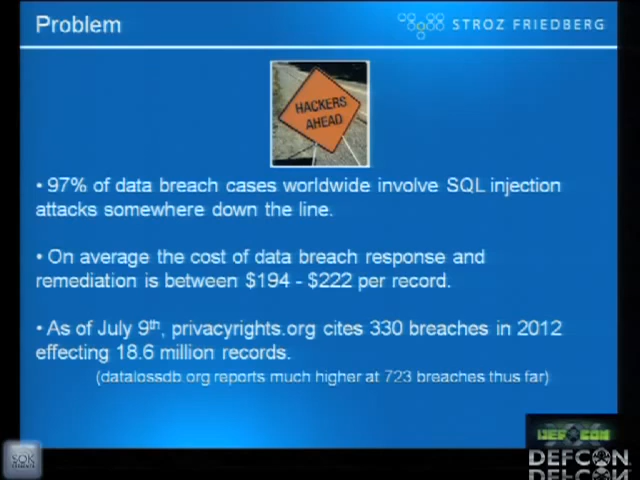 Problem
STROZ FRIEDBERG
HACKERS
AHEAD
• 97% of data breach cases worldwide involve SQL injection
attacks somewhere down the line.
• On average the cost of data breach response and
remediation is between $194 - $222 per record.
• As of July 9th, privacyrights.org cites 330 breaches in 2012
effecting 18.6 million records.
(datalossdb.org reports much higher at 723 breaches thus far)
DEFCON
DEFCON
SOK